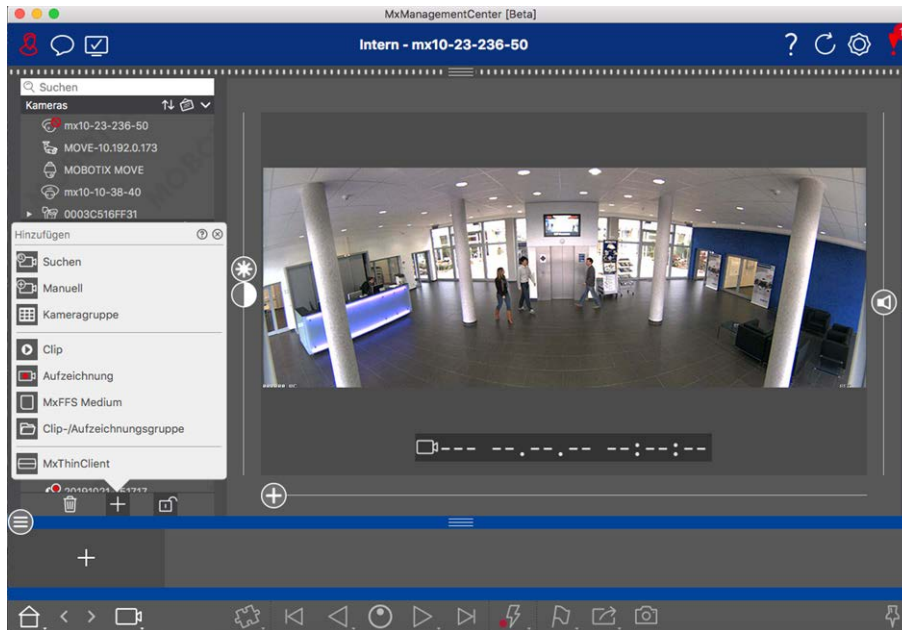 MxManagementCenter [Beta]
Intern - mx10-23-236-50
Suchen
Kameras
mx10-23-236-50
MOVE-10.192.0.173
MOBOTIX MOVE
mx10-10-38-40
0003C516FF31
Hinzufügen
Suchen
Manuell
Kameragruppe
Clip
Aufzeichnung
MxFFS Medium
Clip-/Aufzeichnungsgruppe
MxThinClient
--- --.--.-- --:--:--